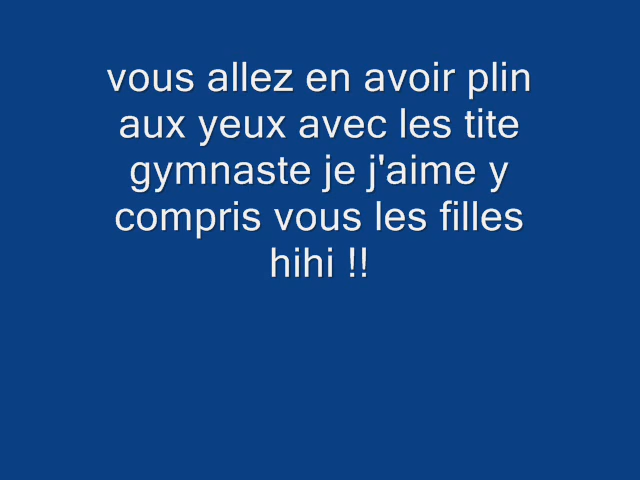 vous allez en avoir plin
aux yeux avec les tite
gymnaste je j'aime y
compris vous les filles
hihi !!